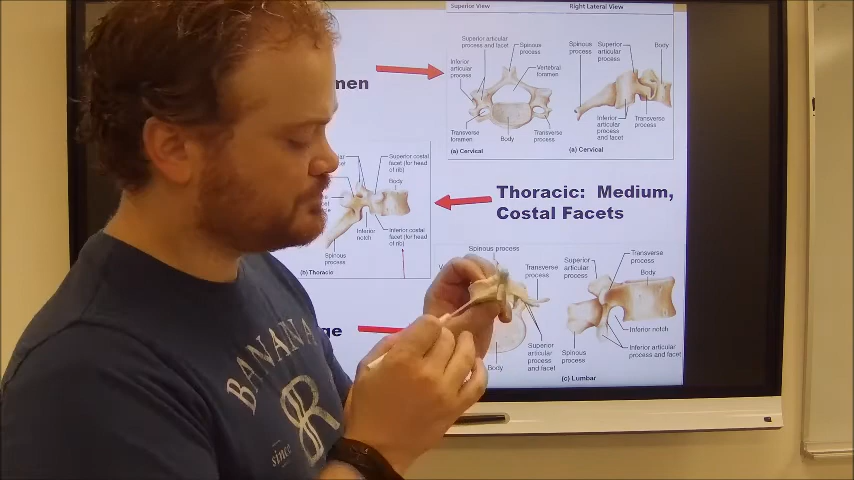 Superior View
Right Lateral View
Superior articular
process and facet
Spinous
process
Inferior
articular
process
Vertebral
foramen
Transverse
foramen
Body
Transverse
process
(a) Cervical
Spinous
process
Superior
articular
process
Body
Inferior
articular
process
and facet
Transverse
process
(a) Cervical
men
Superior costal
facet (for head
of rib)
Body
Inferior
notch
Inferior costal
facet (for head
of rib)
Spinous
process
(b) Thoracic
Thoracic: Medium,
Costal Facets
ge
Spinous process
Transverse
process
Superior
articular
process
and facet
Body
Superior
articular
process
Transverse
process
Body
Inferior notch
Inferior articular
process and facet
Spinous
process
(c) Lumbar
BANANA
BR
since